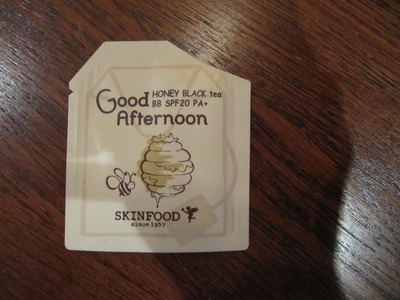 Good
HONEY BLACK tea
BB SPF20 PA+
Afternoon
SKINFOOD
since 1957